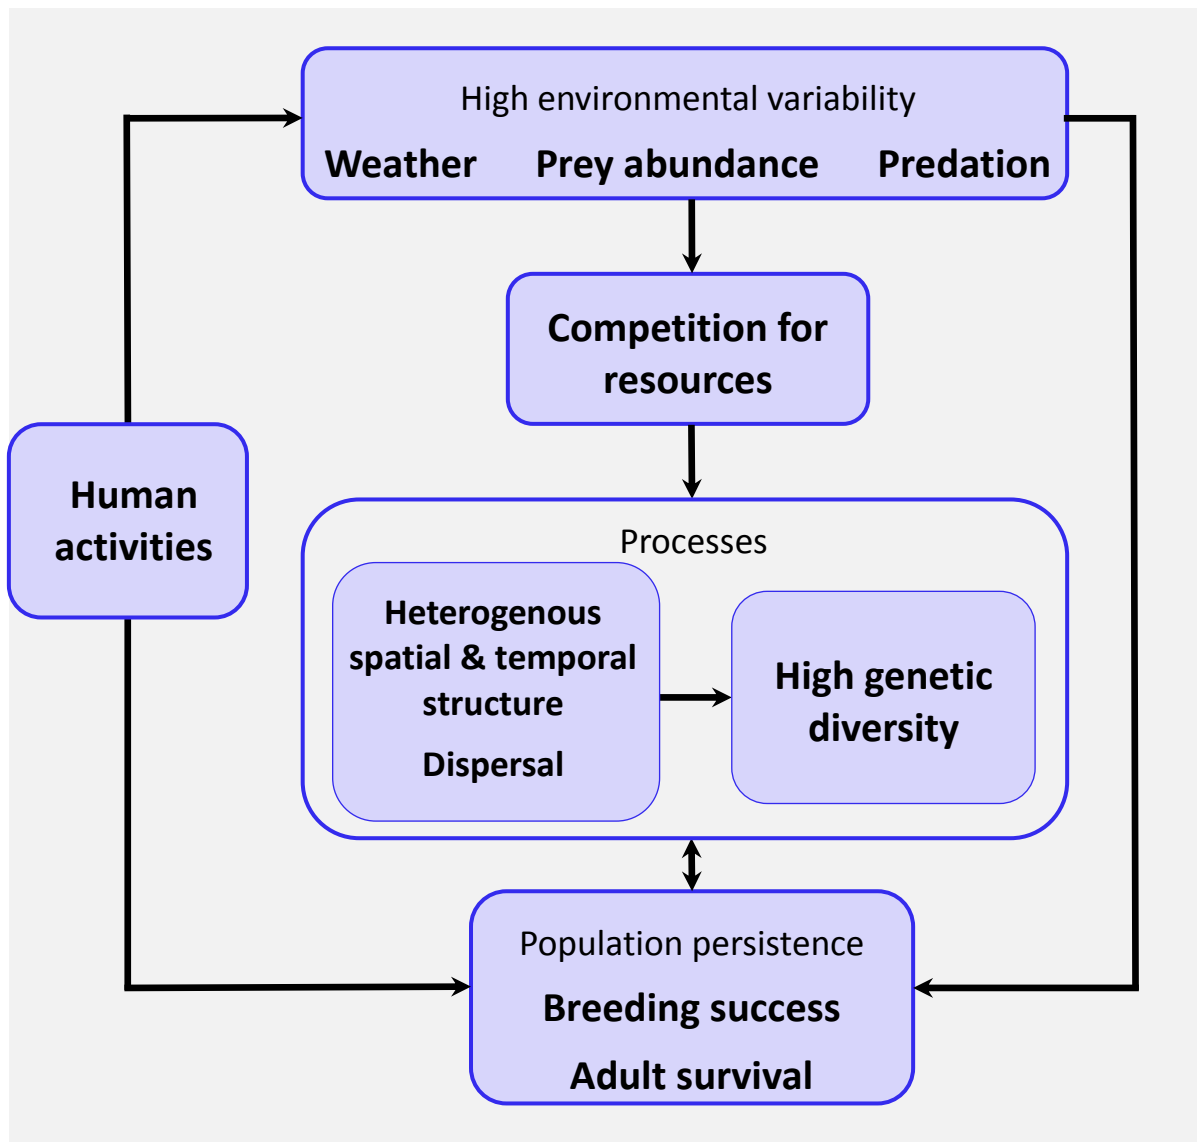 High environmental variability
Weather Prey abundance Predation
Competition for
resources
Human
activities
Processes
Heterogenous
spatial & temporal
structure
Dispersal
High genetic
diversity
Population persistence
Breeding success
Adult survival